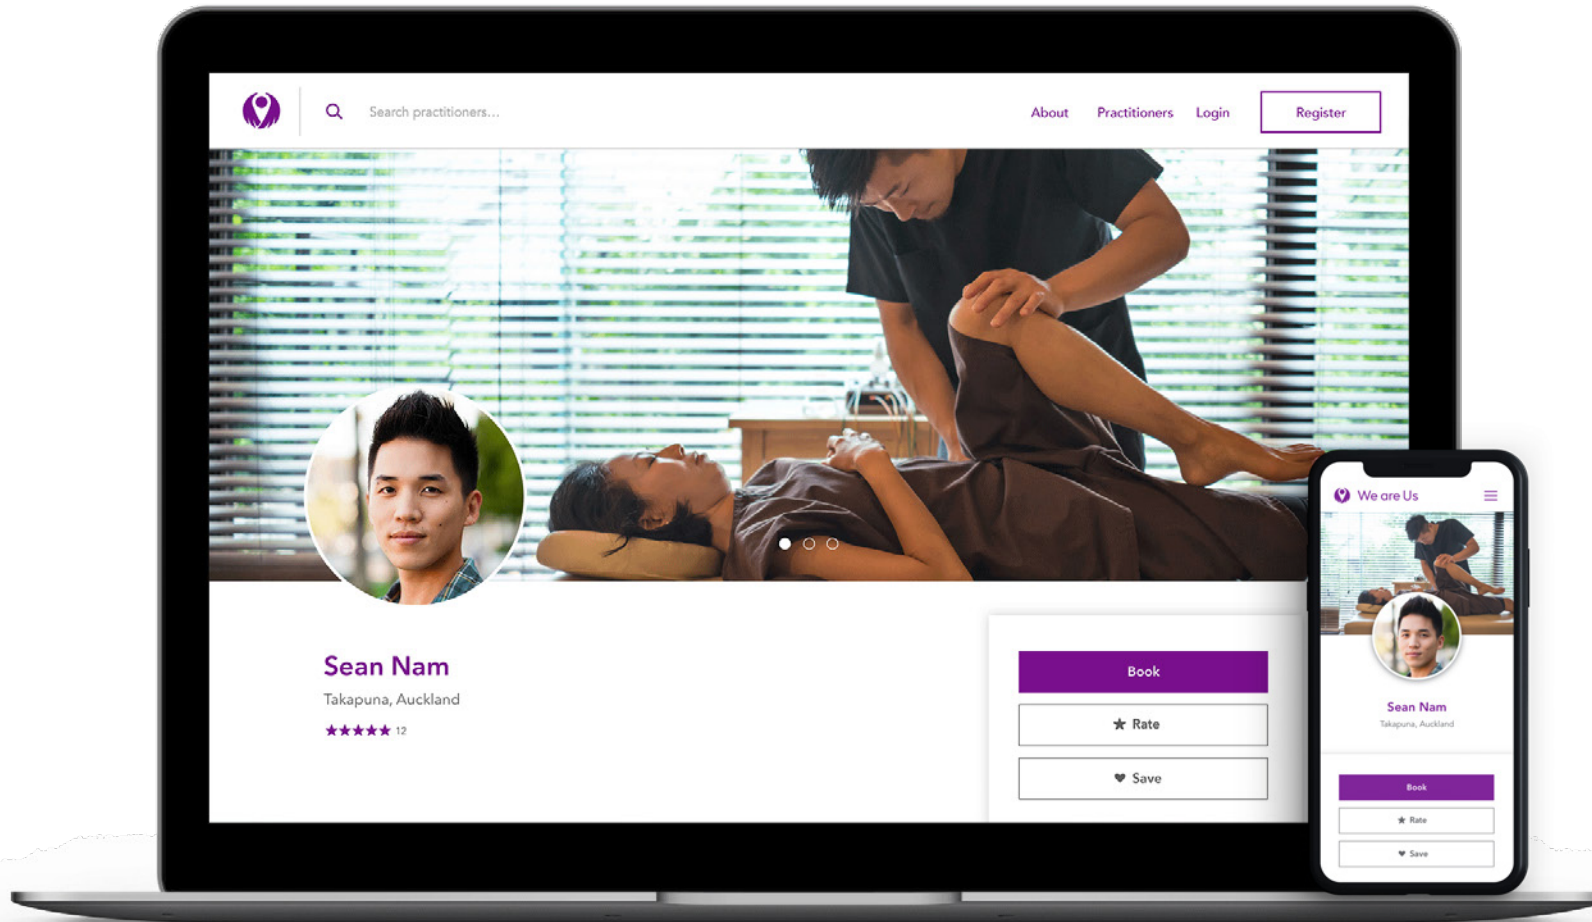 Search practitioners...
About
Practitioners
Login
Register
Sean Nam
Takapuna, Auckland
12
Book
Rate
Save
We are Us
Sean Nam
Takapuna, Auckland
Book
Rate
Save